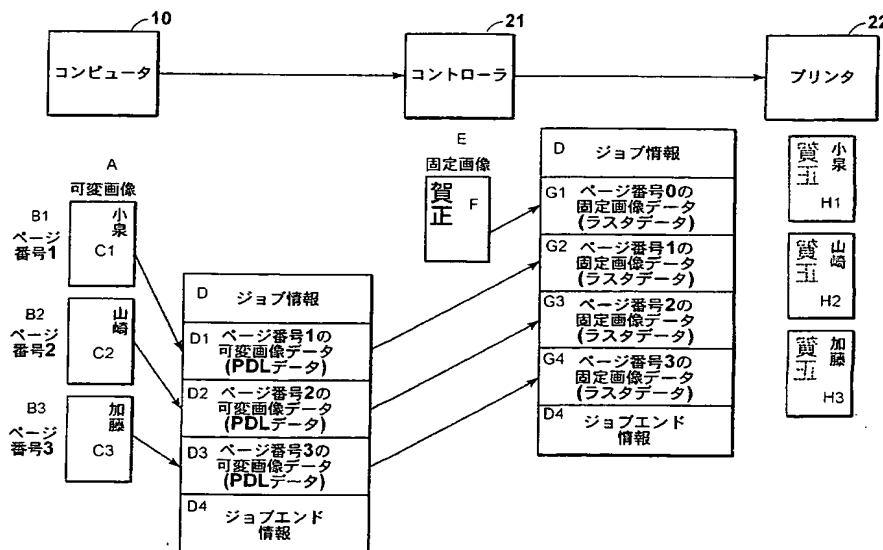 10
コンピュータ
21
コントローラ
22
プリンタ
A
可変画像
B1
ページ
番号1
小泉
C1
B2
ページ
番号2
山崎
C2
B3
ページ
番号3
加藤
C3
D ジョブ情報
D1 ページ番号1の
可変画像データ
(PDLデータ)
D2 ページ番号2の
可変画像データ
(PDLデータ)
D3 ページ番号3の
可変画像データ
(PDLデータ)
D4 ジョブエンド
情報
E
固定画像
賀正
F
D ジョブ情報
G1 ページ番号0の
固定画像データ
(ラスタデータ)
G2 ページ番号1の
固定画像データ
(ラスタデータ)
G3 ページ番号2の
固定画像データ
(ラスタデータ)
G4 ページ番号3の
固定画像データ
(ラスタデータ)
D4 ジョブエンド
情報
小泉
賀正
H1
山崎
賀正
H2
加藤
賀正
H3